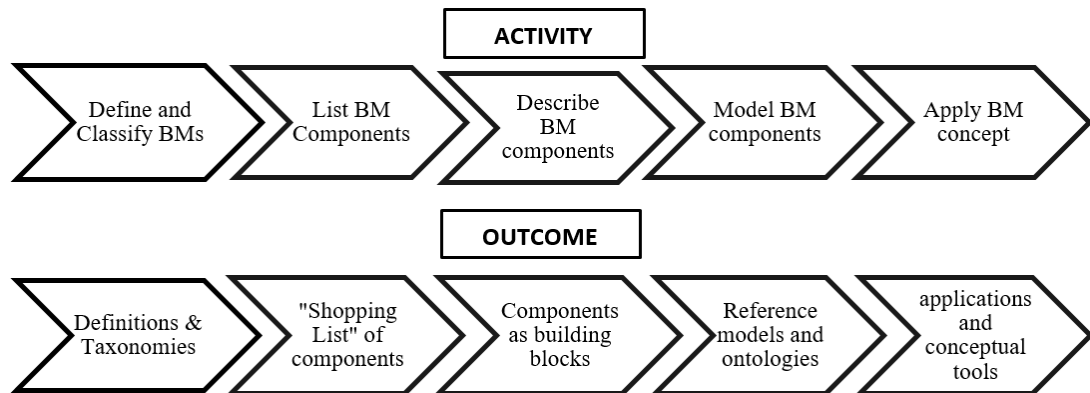 ACTIVITY
Define and
Classify BMs
List BM
Components
Describe
BM
components
Model BM
components
Apply BM
concept
OUTCOME
Definitions &
Taxonomies
"Shopping
List" of
components
Components
as building
blocks
Reference
models and
ontologies
applications
and
conceptual
tools